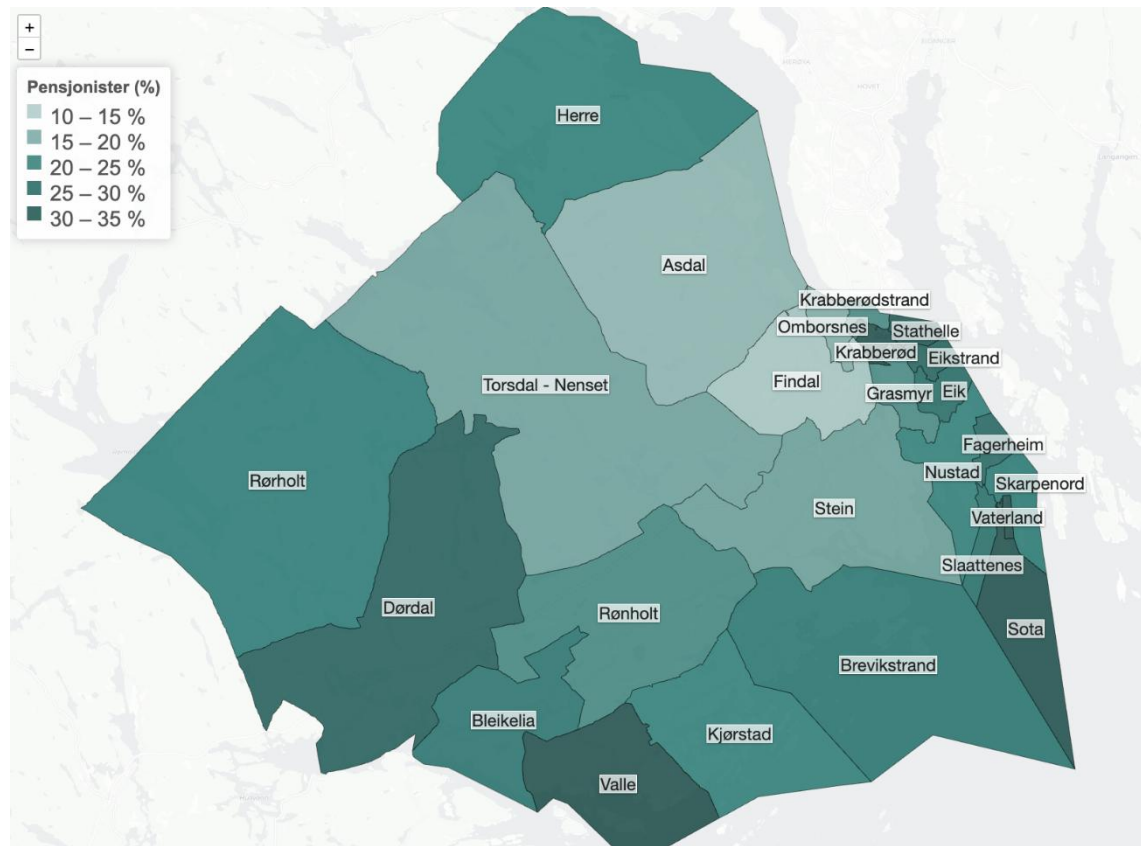 +
−
Pensjonister (%)
10 – 15 %
15 – 20 %
20 – 25 %
25 – 30 %
30 – 35 %
Herre
Asdal
Krabberødstrand
Omborsnes
Stathelle
Krabberød
Eikstrand
Torsdal - Nenset
Findal
Grasmyr
Eik
Fagerheim
Nustad
Rørholt
Skarpenord
Stein
Vaterland
Slaattenes
Dørdal
Rønholt
Sota
Brevikstrand
Bleikelia
Kjørstad
Valle